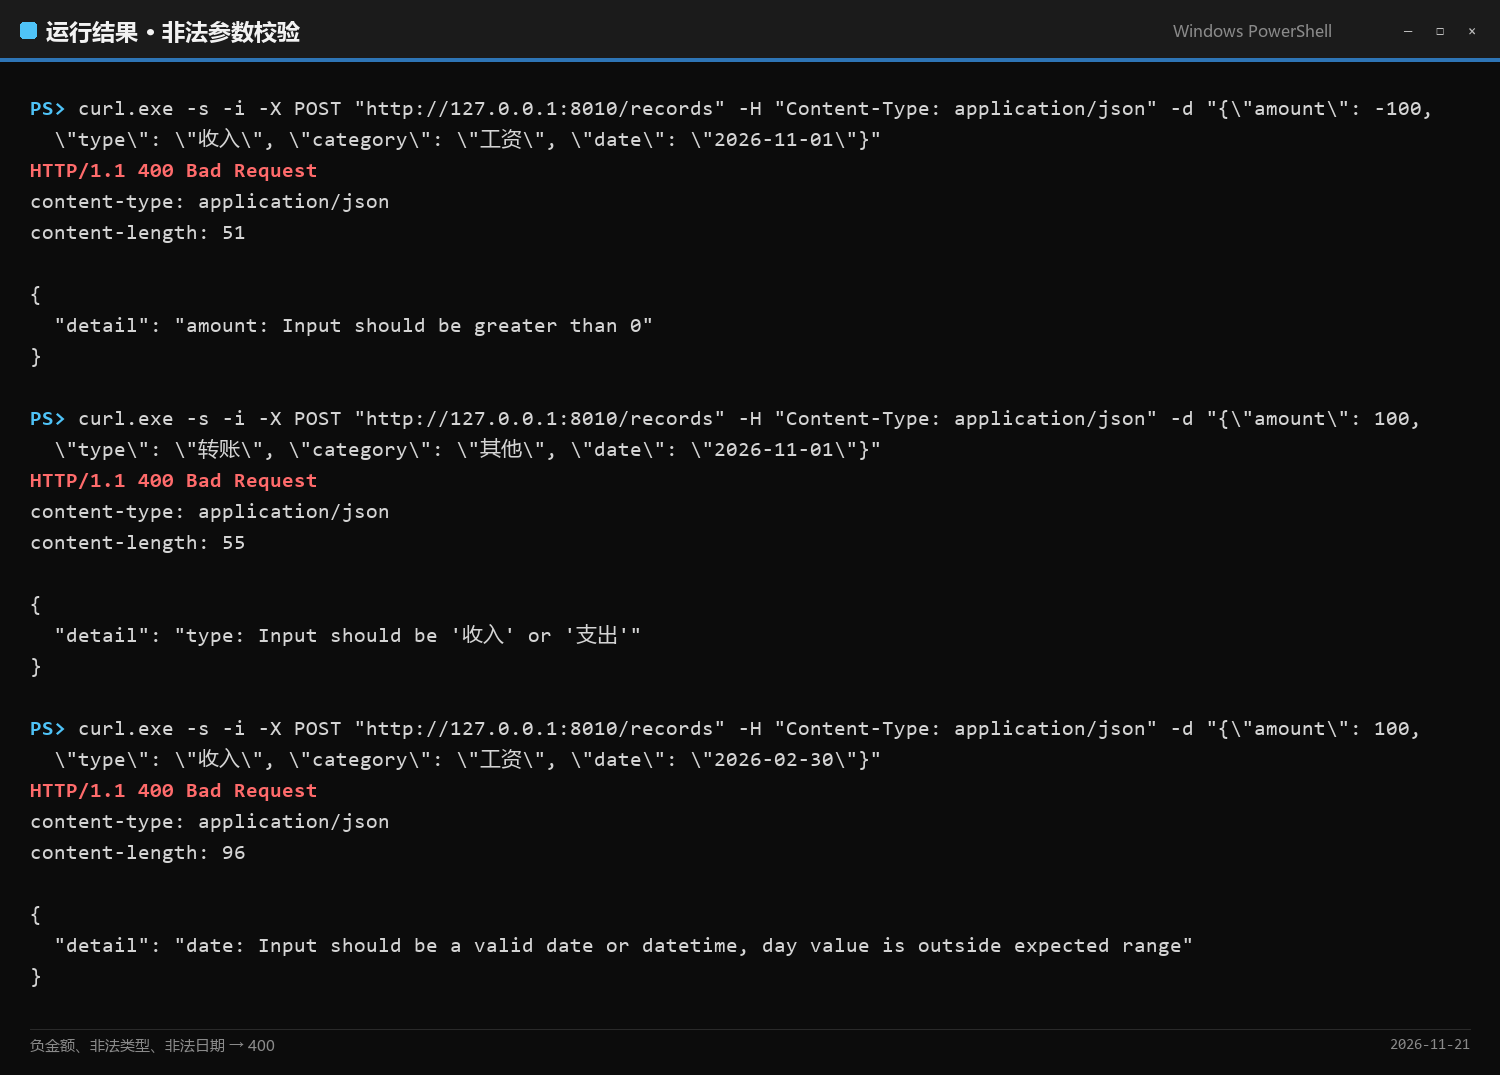 运行结果 • 非法参数校验
Windows PowerShell
PS> curl.exe -s -i -X POST "http://127.0.0.1:8010/records" -H "Content-Type: application/json" -d "{\"amount\": -100,
\"type\": \"收入\", \"category\": \"工资\", \"date\": \"2026-11-01\"}"
HTTP/1.1 400 Bad Request
content-type: application/json
content-length: 51
{
"detail": "amount: Input should be greater than 0"
}
PS> curl.exe -s -i -X POST "http://127.0.0.1:8010/records" -H "Content-Type: application/json" -d "{\"amount\": 100,
\"type\": \"转账\", \"category\": \"其他\", \"date\": \"2026-11-01\"}"
HTTP/1.1 400 Bad Request
content-type: application/json
content-length: 55
{
"detail": "type: Input should be '收入' or '支出'"
}
PS> curl.exe -s -i -X POST "http://127.0.0.1:8010/records" -H "Content-Type: application/json" -d "{\"amount\": 100,
\"type\": \"收入\", \"category\": \"工资\", \"date\": \"2026-02-30\"}"
HTTP/1.1 400 Bad Request
content-type: application/json
content-length: 96
{
"detail": "date: Input should be a valid date or datetime, day value is outside expected range"
}
负金额、非法类型、非法日期 → 400
2026-11-21